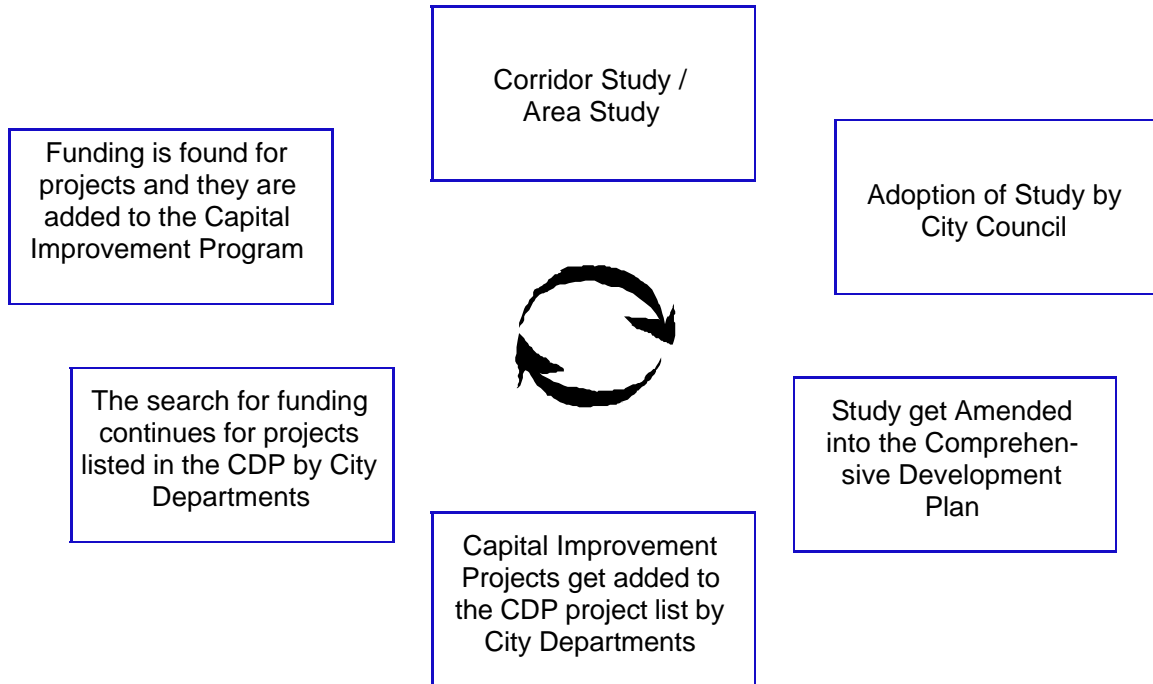 Corridor Study /
Area Study
Adoption of Study by
City Council
Study get Amended
into the Comprehen-
sive Development
Plan
Capital Improvement
Projects get added to
the CDP project list by
City Departments
The search for funding
continues for projects
listed in the CDP by City
Departments
Funding is found for
projects and they are
added to the Capital
Improvement Program